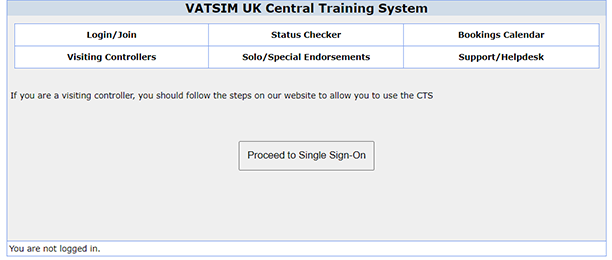 VATSIM UK Central Training System
Login/Join Status Checker Bookings Calendar
Visiting Controllers Solo/Special Endorsements Support/Helpdesk
If you are a visiting controller, you should follow the steps on our website to allow you to use the CTS
Proceed to Single Sign-On
You are not logged in.